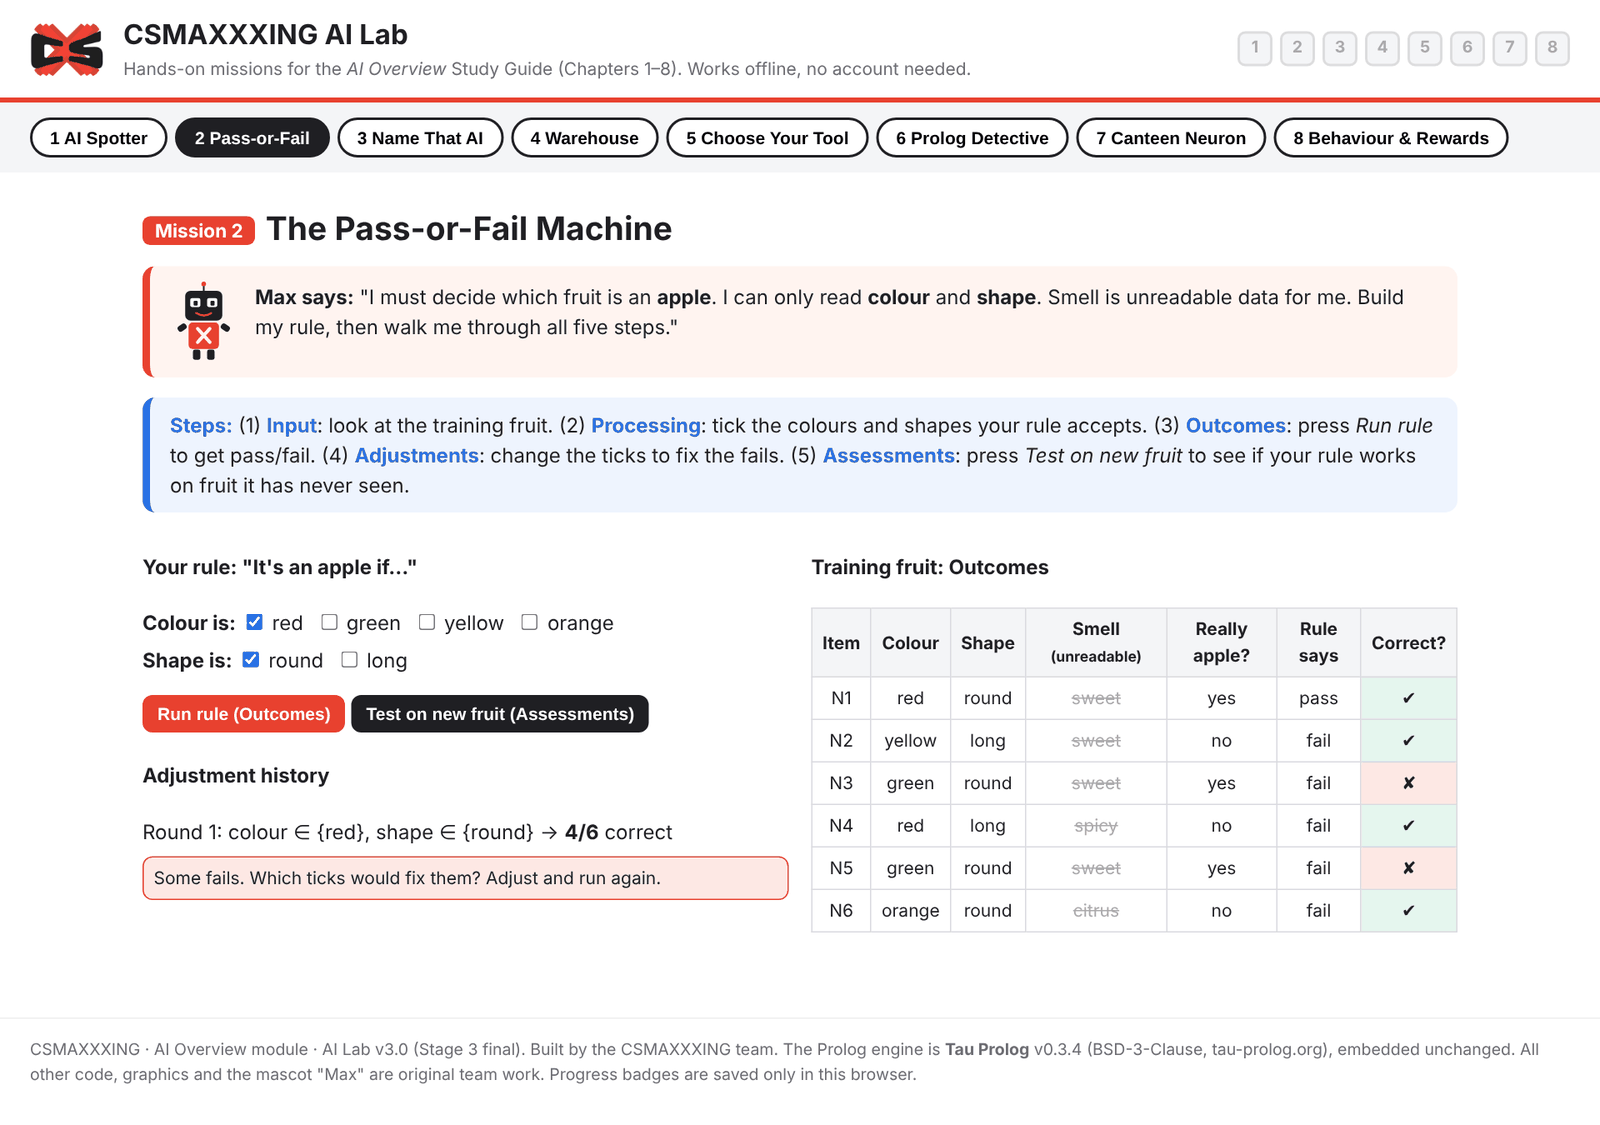 CS
CSMAXXXING AI Lab
Hands-on missions for the AI Overview Study Guide (Chapters 1–8). Works offline, no account needed.
1 2 3 4 5 6 7 8
1 AI Spotter
2 Pass-or-Fail
3 Name That AI
4 Warehouse
5 Choose Your Tool
6 Prolog Detective
7 Canteen Neuron
8 Behaviour & Rewards
Mission 2 The Pass-or-Fail Machine
Max says: "I must decide which fruit is an apple. I can only read colour and shape. Smell is unreadable data for me. Build
my rule, then walk me through all five steps."
X
Steps: (1) Input: look at the training fruit. (2) Processing: tick the colours and shapes your rule accepts. (3) Outcomes: press Run rule
to get pass/fail. (4) Adjustments: change the ticks to fix the fails. (5) Assessments: press Test on new fruit to see if your rule works
on fruit it has never seen.
Your rule: "It's an apple if..."
Colour is: red green yellow orange
Shape is: round long
Run rule (Outcomes) Test on new fruit (Assessments)
Adjustment history
Round 1: colour ∈ {red}, shape ∈ {round} → 4/6 correct
Some fails. Which ticks would fix them? Adjust and run again.
Training fruit: Outcomes
Item Colour Shape Smell (unreadable) Really apple? Rule says Correct?
N1 red round sweet yes pass ✔
N2 yellow long sweet no fail ✔
N3 green round sweet yes fail ✘
N4 red long spicy no fail ✔
N5 green round sweet yes fail ✘
N6 orange round citrus no fail ✔
CSMAXXXING · AI Overview module · AI Lab v3.0 (Stage 3 final). Built by the CSMAXXXING team. The Prolog engine is Tau Prolog v0.3.4 (BSD-3-Clause, tau-prolog.org), embedded unchanged. All
other code, graphics and the mascot "Max" are original team work. Progress badges are saved only in this browser.